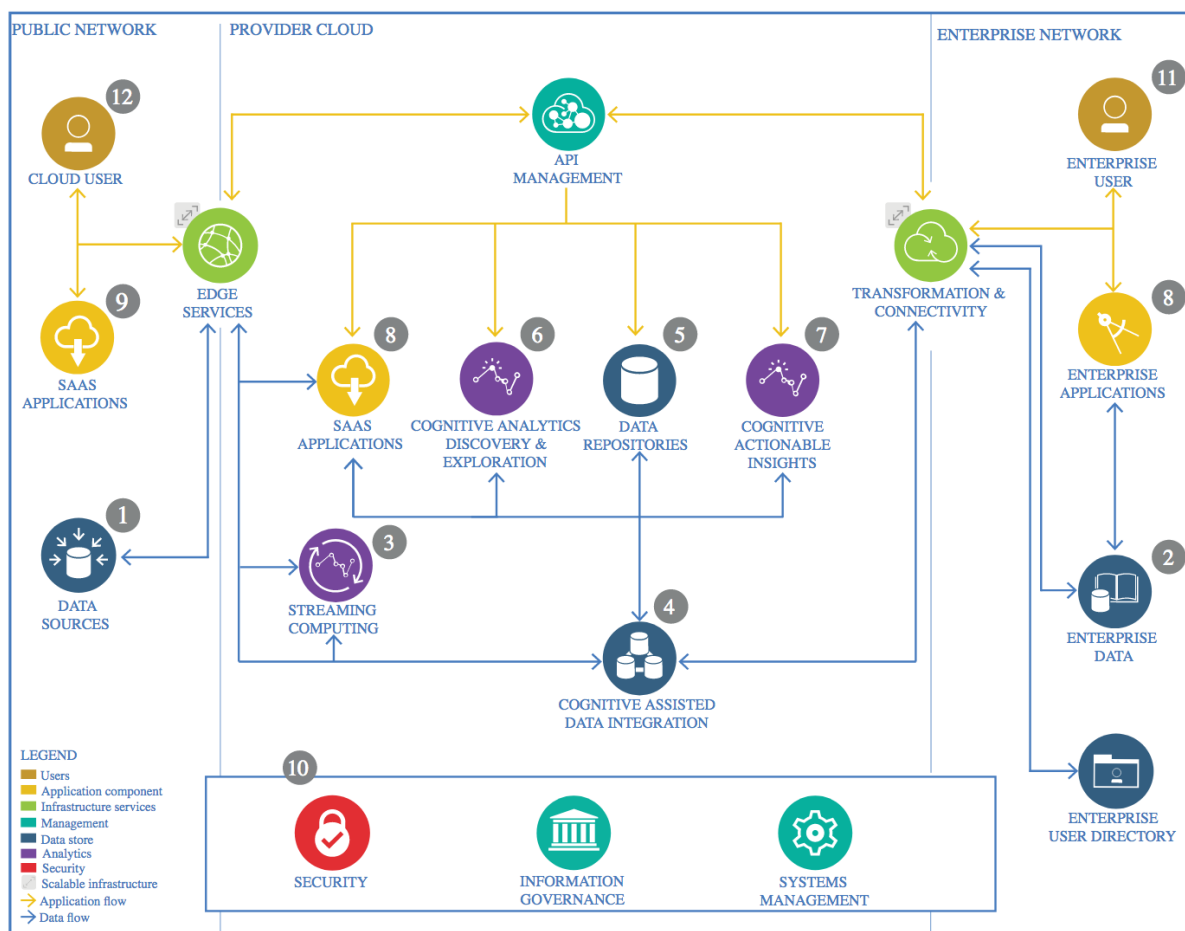 PUBLIC NETWORK
PROVIDER CLOUD
ENTERPRISE NETWORK
12
CLOUD USER
API
MANAGEMENT
11
ENTERPRISE
USER
EDGE
SERVICES
TRANSFORMATION &
CONNECTIVITY
9
SAAS
APPLICATIONS
8
SAAS
APPLICATIONS
6
COGNITIVE ANALYTICS
DISCOVERY &
EXPLORATION
5
DATA
REPOSITORIES
7
COGNITIVE
ACTIONABLE
INSIGHTS
8
ENTERPRISE
APPLICATIONS
1
DATA
SOURCES
3
STREAMING
COMPUTING
4
COGNITIVE ASSISTED
DATA INTEGRATION
2
ENTERPRISE
DATA
ENTERPRISE
USER DIRECTORY
LEGEND
Users
Application component
Infrastructure services
Management
Data store
Analytics
Security
Scalable infrastructure
Application flow
Data flow
10
SECURITY
INFORMATION
GOVERNANCE
SYSTEMS
MANAGEMENT